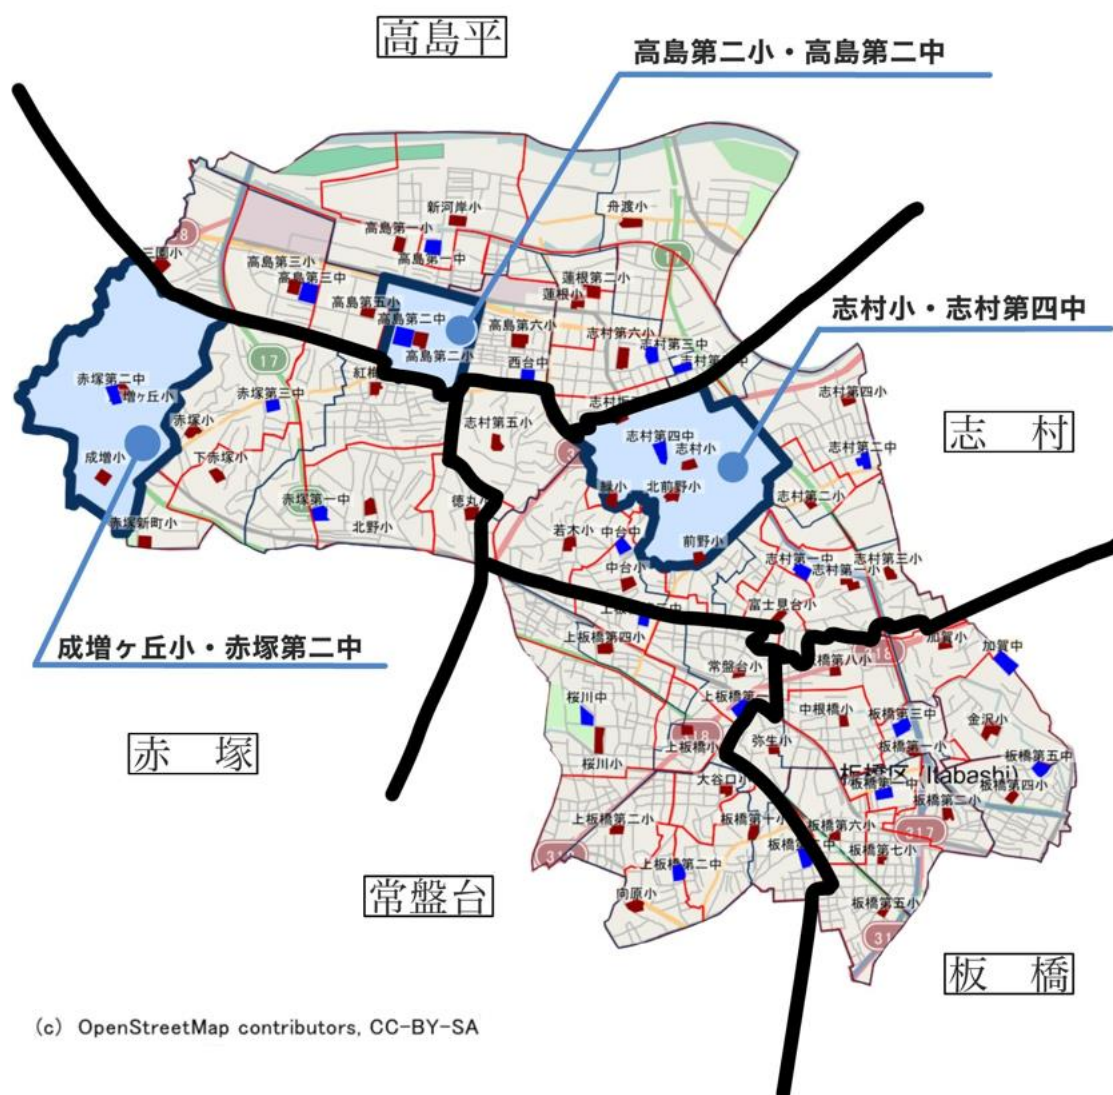 高島平
高島第二小・高島第二中
新河岸小
舟渡小
高島第一小
高島第一中
三園小
高島第三小
高島第三中
蓮根第二小
蓮根小
高島第五小
高島第二中
高島第六小
志村第六小
志村第三中
志村小・志村第四中
高島第二小
西台中
17
赤塚第二中
赤塚第三中
志村第四小
赤塚小
志村第五小
志村第四中
志村小
志村第二中
志 村
成増小
下赤塚小
北前野小
志村第二小
赤塚第一中
北野小
徳丸小
赤塚新町小
若木小
中台中
前野小
志村第一中
志村第三小
中台小
志村第一小
富士見台小
成増ヶ丘小・赤塚第二中
上板橋第四小
加賀小
加賀中
常盤台小
桜川中
中根橋小
板橋第三中
金沢小
赤 塚
上板橋小
弥生小
板橋第一小
板橋第五中
桜川小
板橋区 (Itabashi)
大谷口小
板橋第一中
板橋第四小
板橋第二小
上板橋第二小
板橋第十小
板橋第六小
317
板橋第七小
上板橋第二中
常盤台
向原小
板橋第五小
板 橋
(c) OpenStreetMap contributors, CC-BY-SA